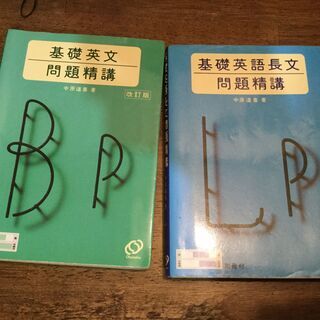 基礎英文
問題精講
中原道喜 著
改訂版
基礎英語長文
問題精講
中原道喜 著